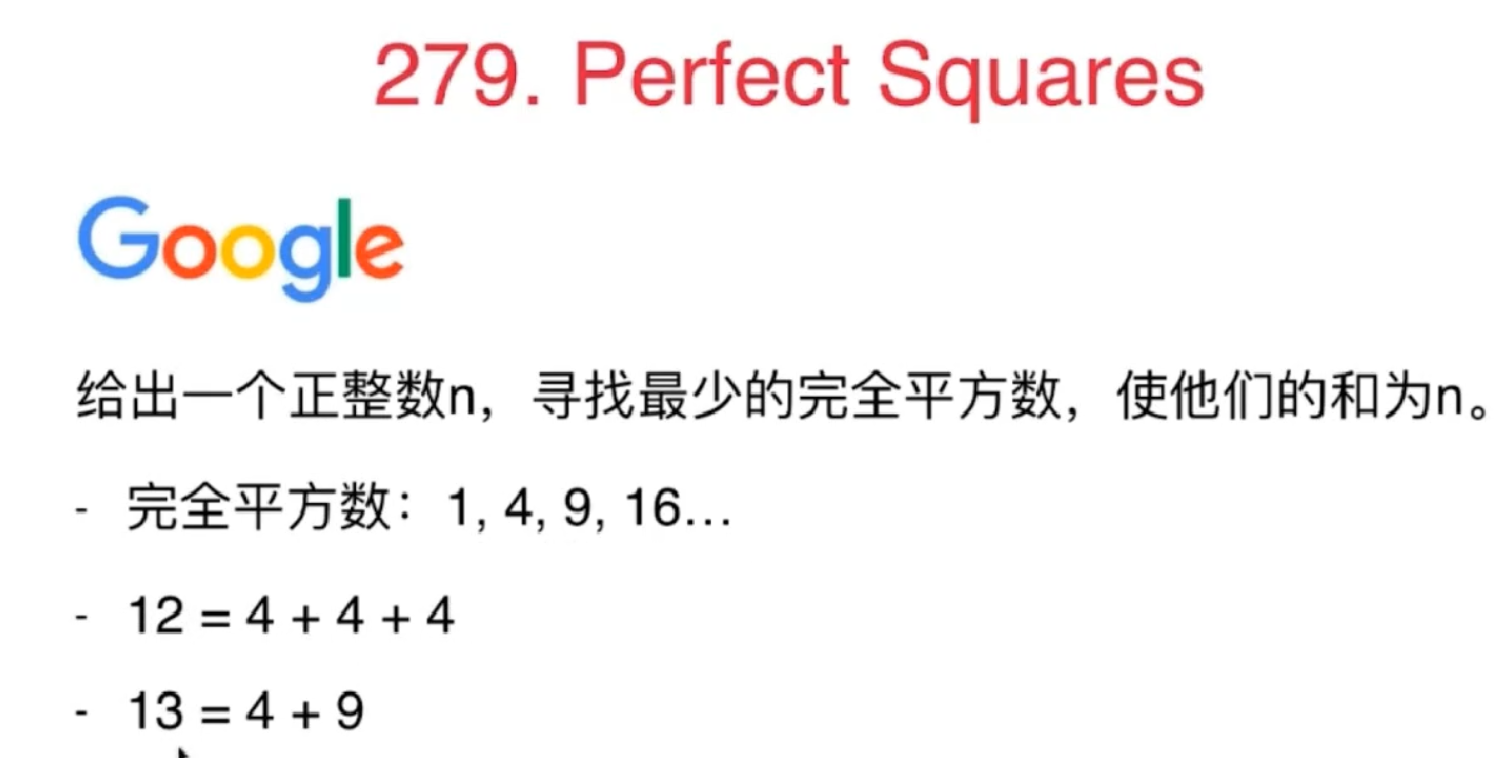 279. Perfect Squares
Google
给出一个正整数n，寻找最少的完全平方数，使他们的和为n。
- 完全平方数：1, 4, 9, 16…
- 12 = 4 + 4 + 4
- 13 = 4 + 9